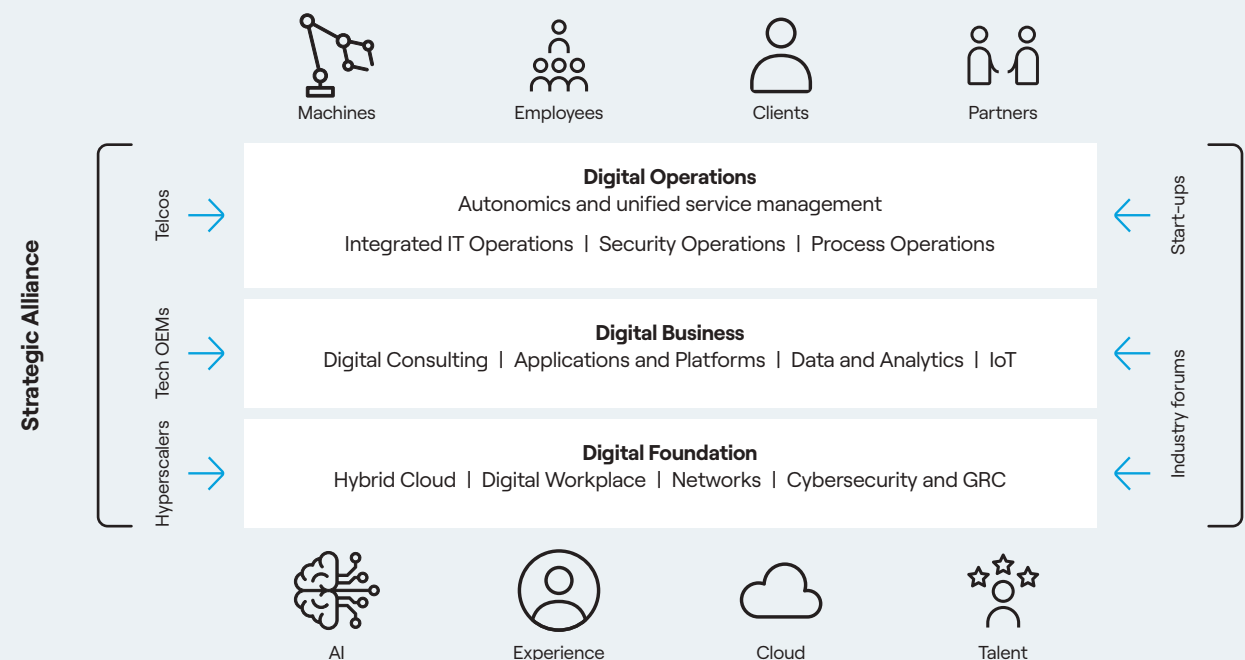 Machines
Employees
Clients
Partners
Strategic Alliance
Telcos
Tech OEMs
Hyperscalers
Digital Operations
Autonomics and unified service management
Integrated IT Operations | Security Operations | Process Operations
Digital Business
Digital Consulting | Applications and Platforms | Data and Analytics | IoT
Digital Foundation
Hybrid Cloud | Digital Workplace | Networks | Cybersecurity and GRC
Start-ups
Industry forums
AI
Experience
Cloud
Talent